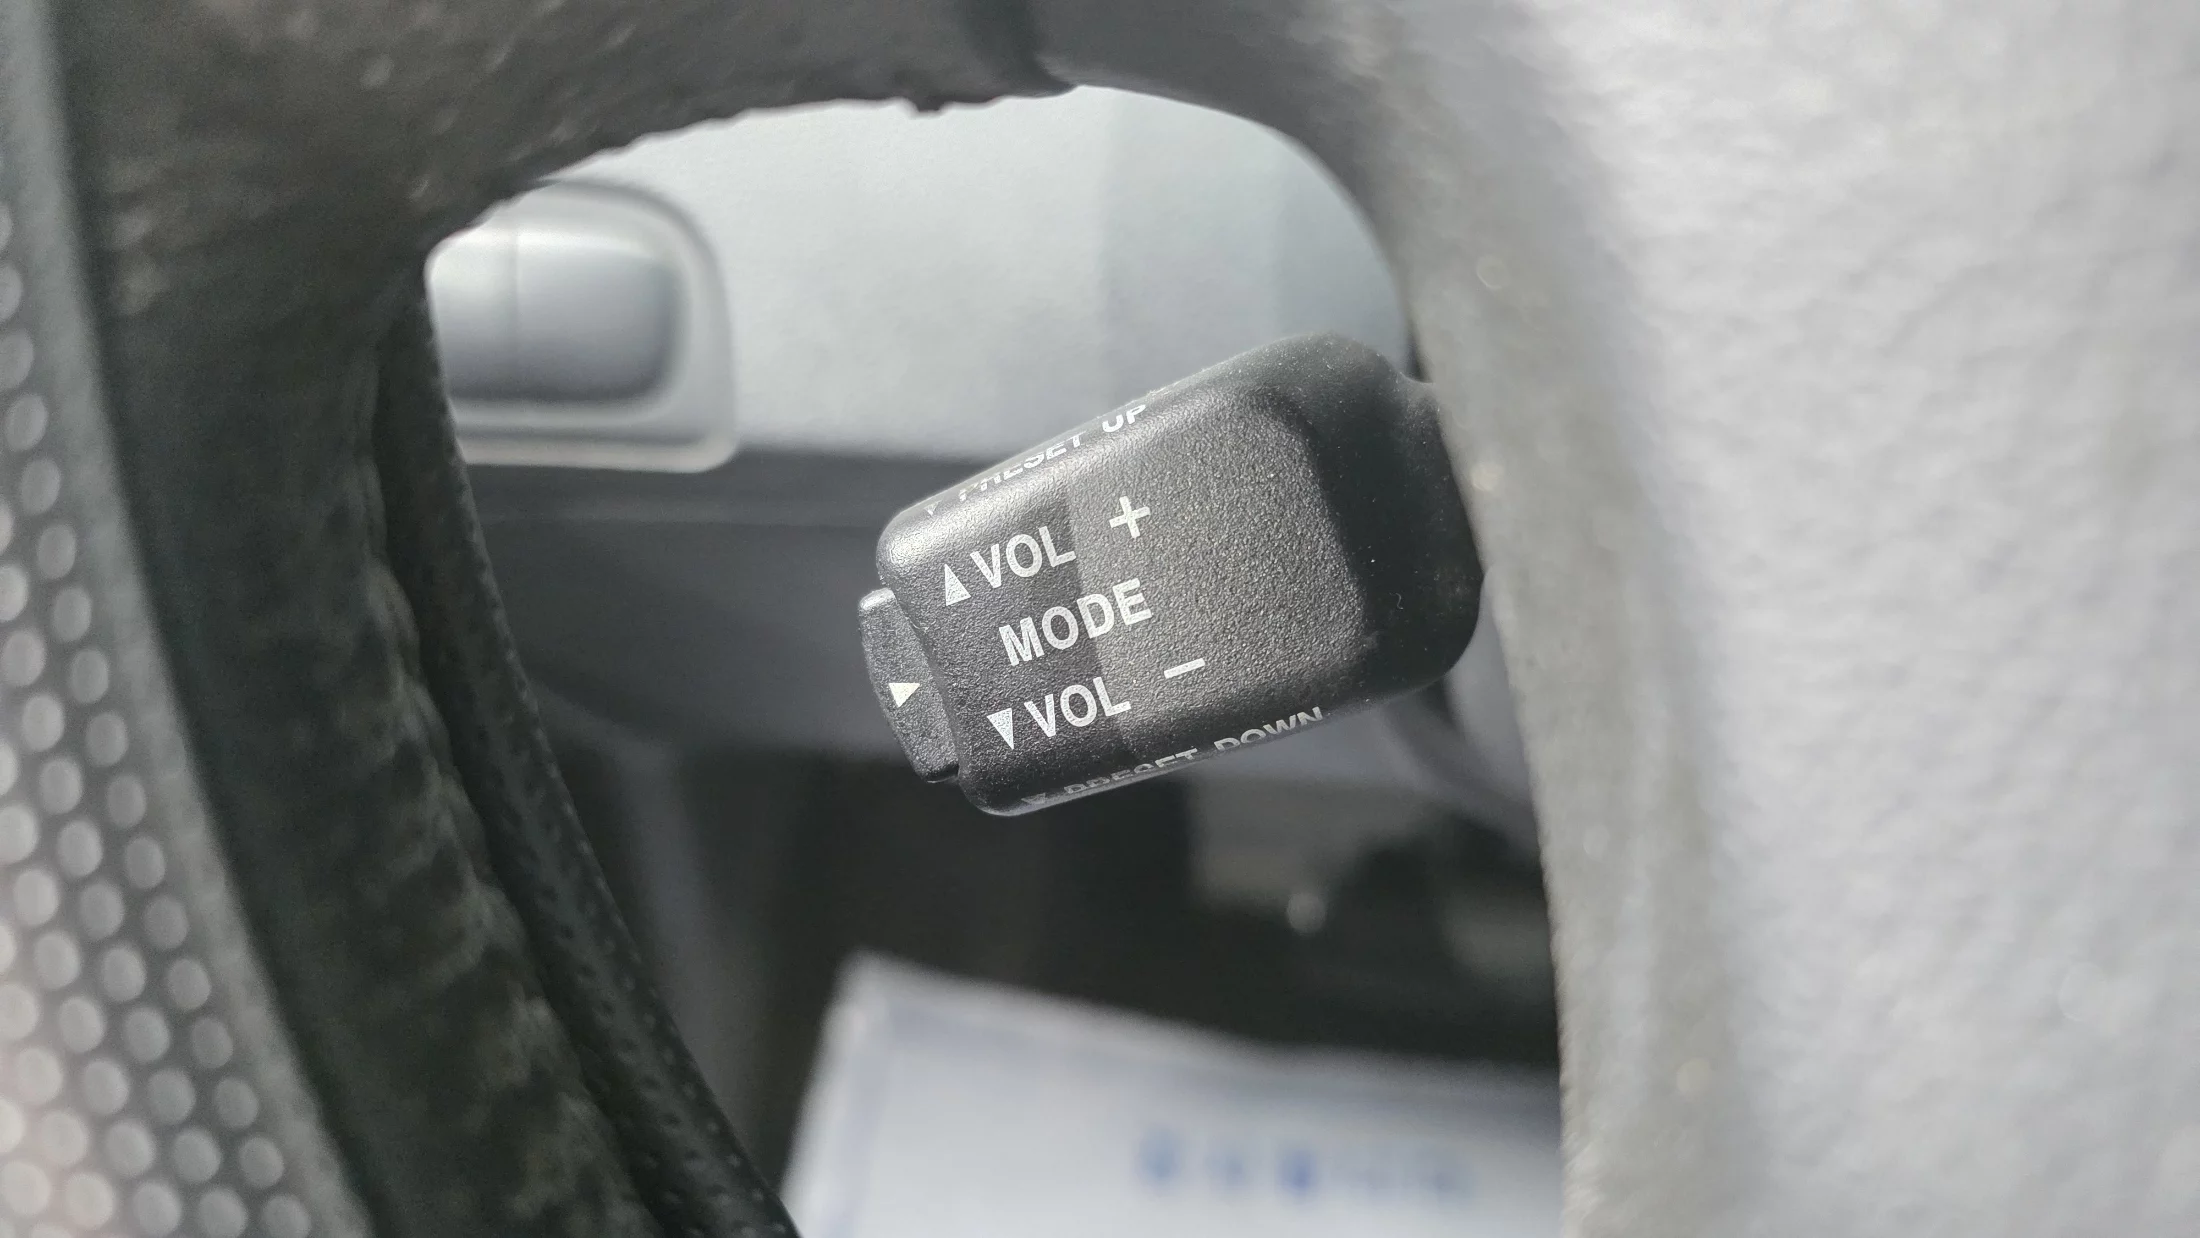 PRESET UP
▲VOL +
MODE
▼VOL −
▼ PRESET DOWN